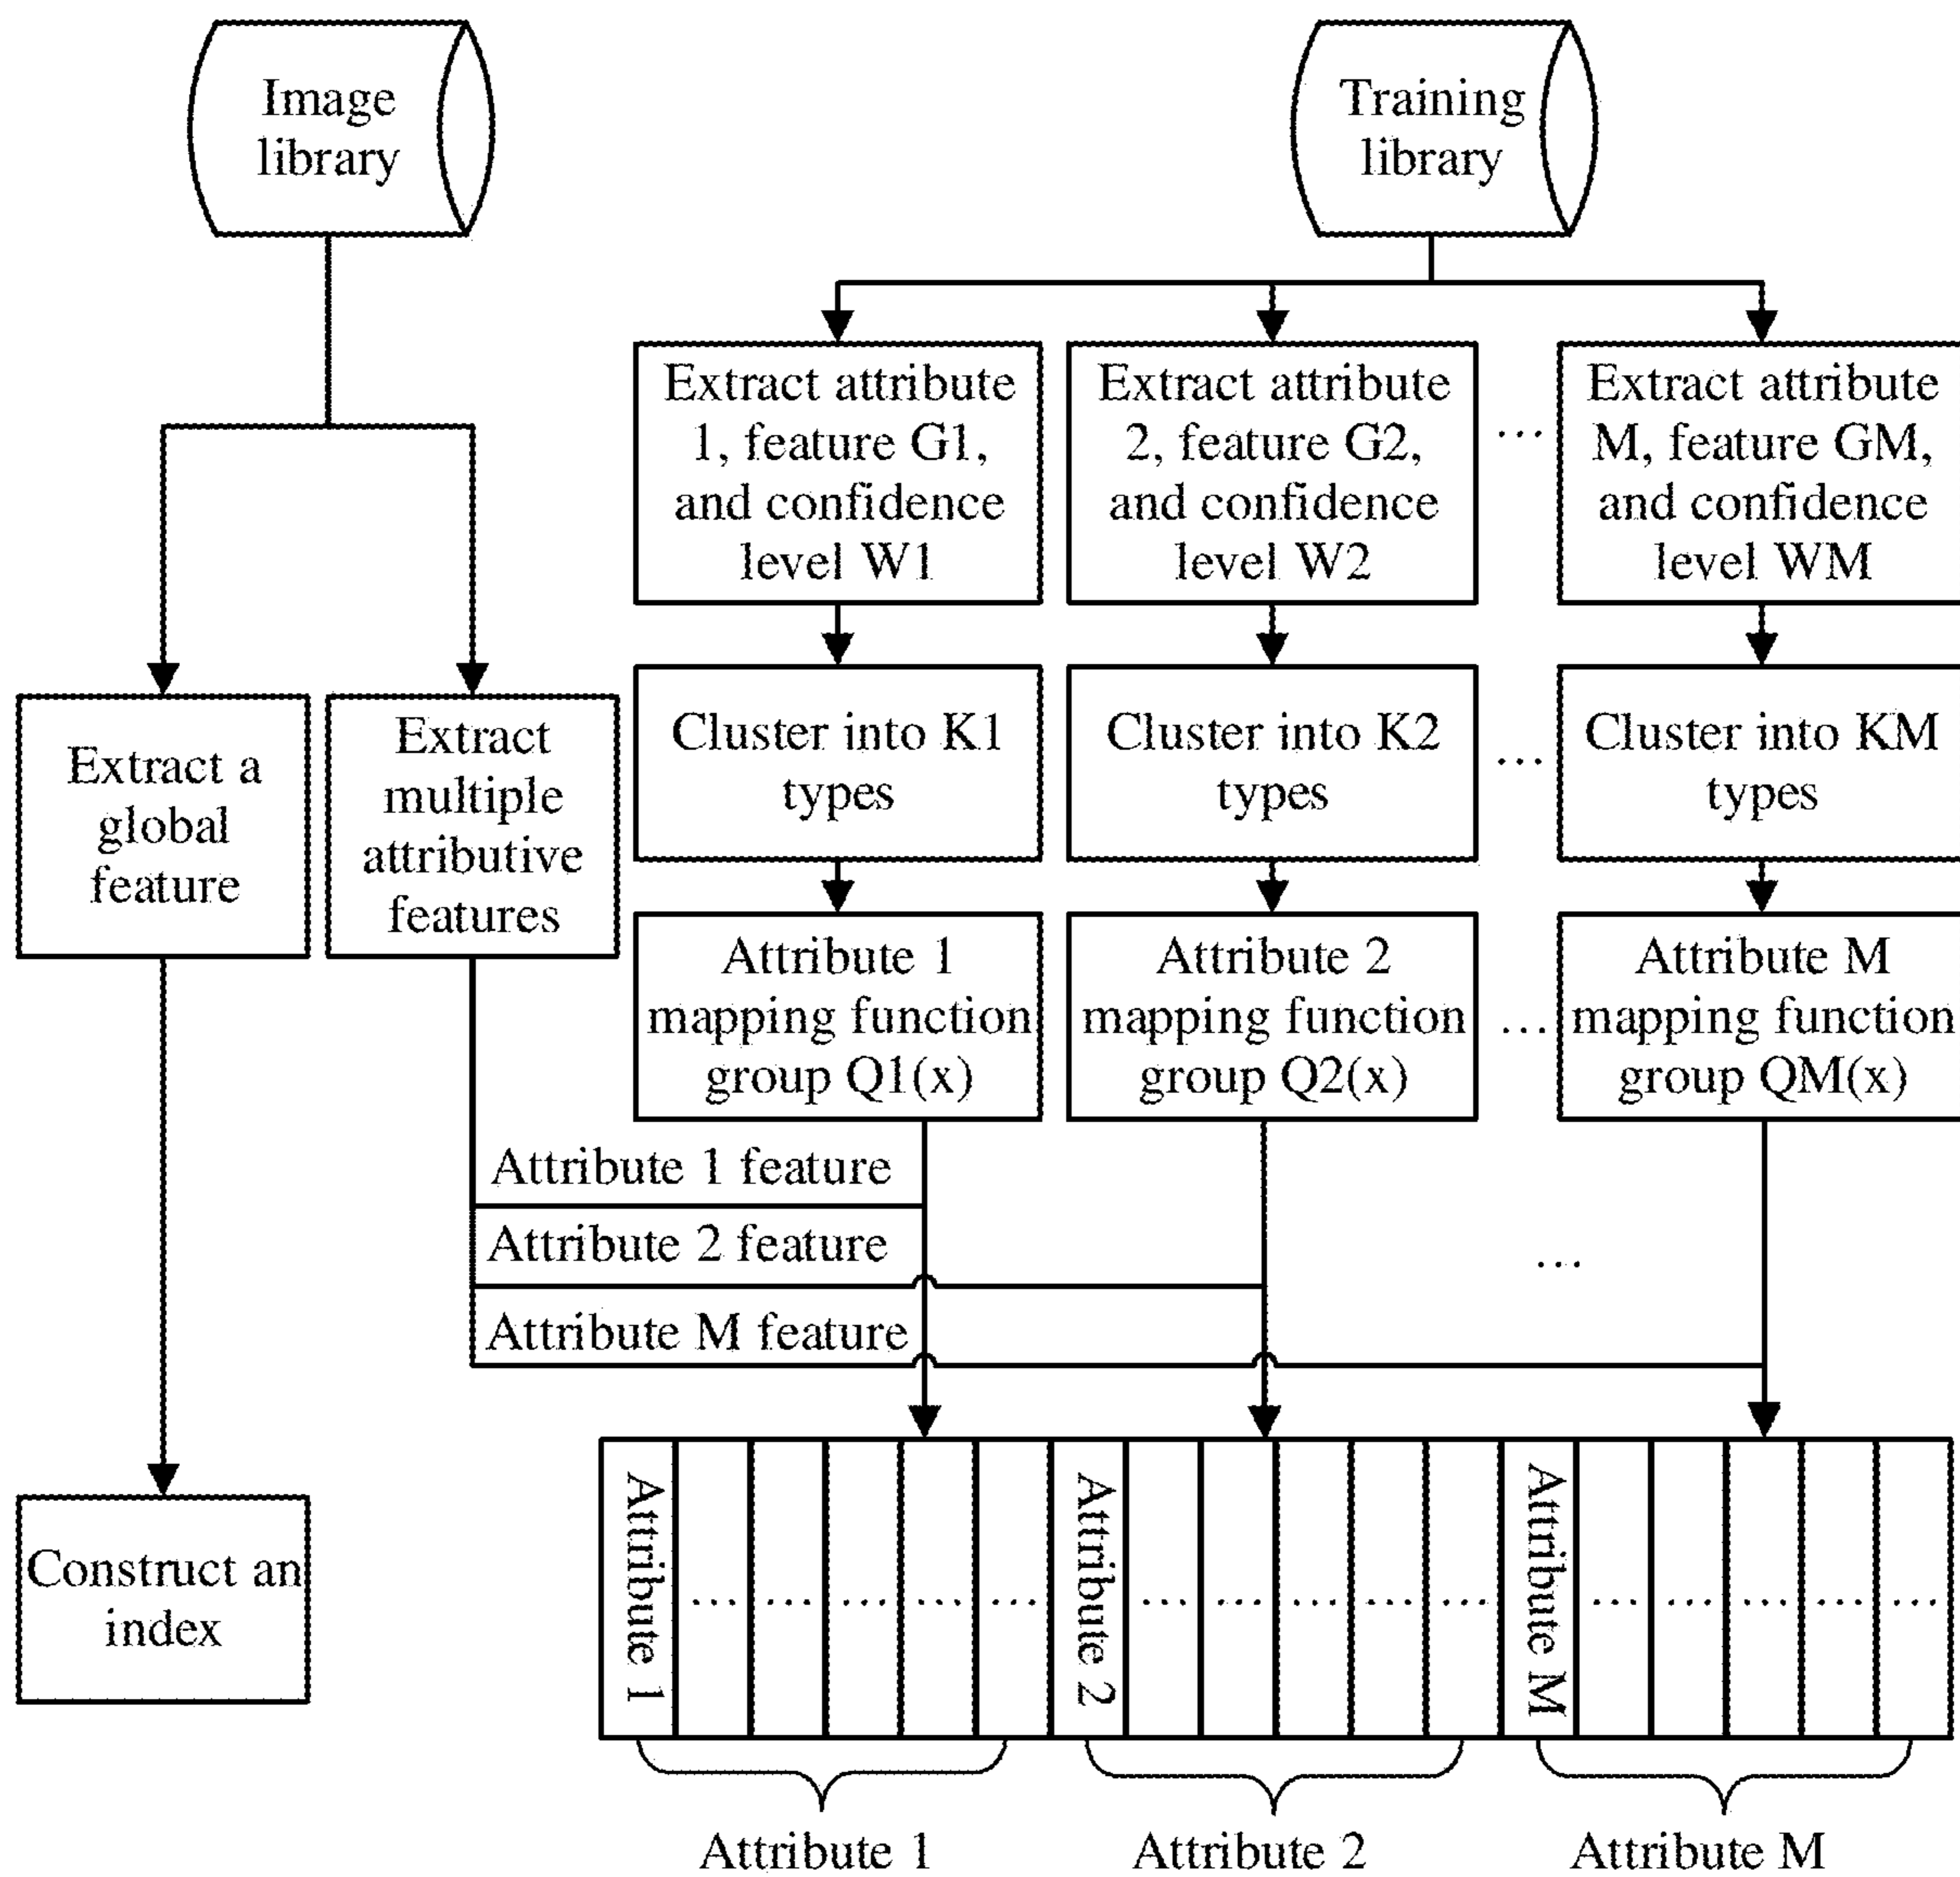 Image
library
Training
library
Extract attribute
1, feature G1,
and confidence
level W1
Extract attribute
2, feature G2,
and confidence
level W2
...
Extract attribute
M, feature GM,
and confidence
level WM
Extract a
global
feature
Extract
multiple
attributive
features
Cluster into K1
types
Cluster into K2
types
...
Cluster into KM
types
Attribute 1
mapping function
group Q1(x)
Attribute 2
mapping function
group Q2(x)
...
Attribute M
mapping function
group QM(x)
Attribute 1 feature
Attribute 2 feature
...
Attribute M feature
Construct an
index
Attribute 1
... ... ... ... ...
Attribute 2
... ... ... ... ...
Attribute M
... ... ... ... ...
Attribute 1
Attribute 2
Attribute M